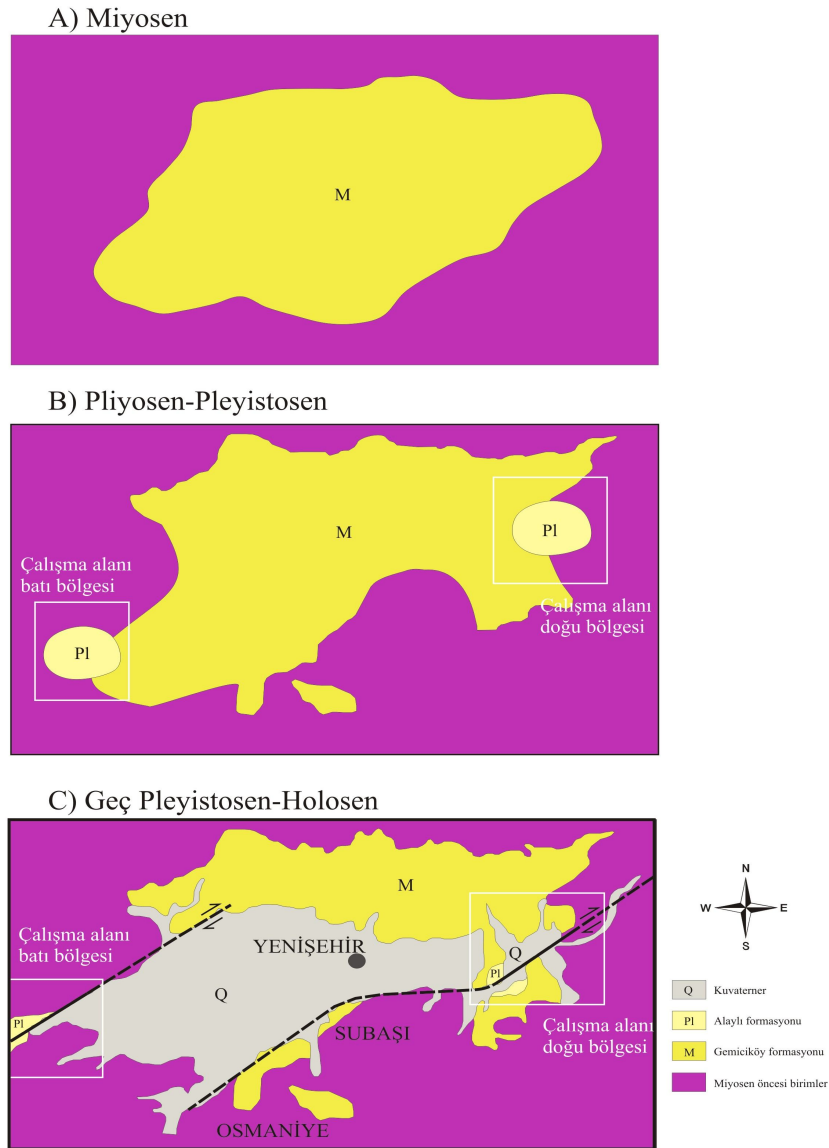 A) Miyosen
M
B) Pliyosen-Pleyistosen
M
Pl
Çalışma alanı
batı bölgesi
Çalışma alanı
doğu bölgesi
Pl
C) Geç Pleyistosen-Holosen
M
N
W
E
S
Çalışma alanı
batı bölgesi
YENİŞEHİR
Q
Pl
Q
Pl
SUBAŞI
Çalışma alanı
doğu bölgesi
OSMANİYE
Q Kuvaterner
Pl Alaylı formasyonu
M Gemiciköy formasyonu
Miyosen öncesi birimler